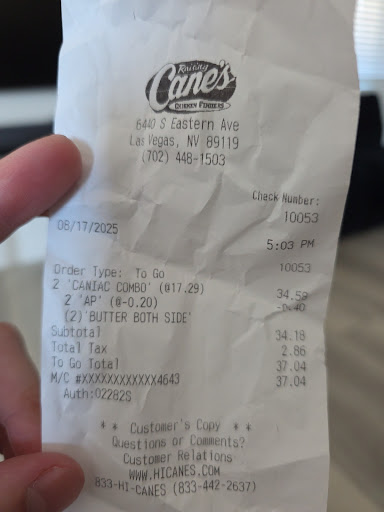 Raising
Cane's
CHICKEN FINGERS
6440 S Eastern Ave
Las Vegas, NV 89119
(702) 448-1503
Check Number:
10053
08/17/2025
5:03 PM
Order Type: To Go 10053
2 'CANIAC COMBO' (@17.29) 34.58
2 'AP' (@-0.20) -0.40
(2)'BUTTER BOTH SIDE'
Subtotal 34.18
Total Tax 2.86
To Go Total 37.04
M/C #XXXXXXXXXXXX4643 37.04
Auth:02282S
* * Customer's Copy * *
Questions or Comments?
Customer Relations
WWW.HICANES.COM
833-HI-CANES (833-442-2637)